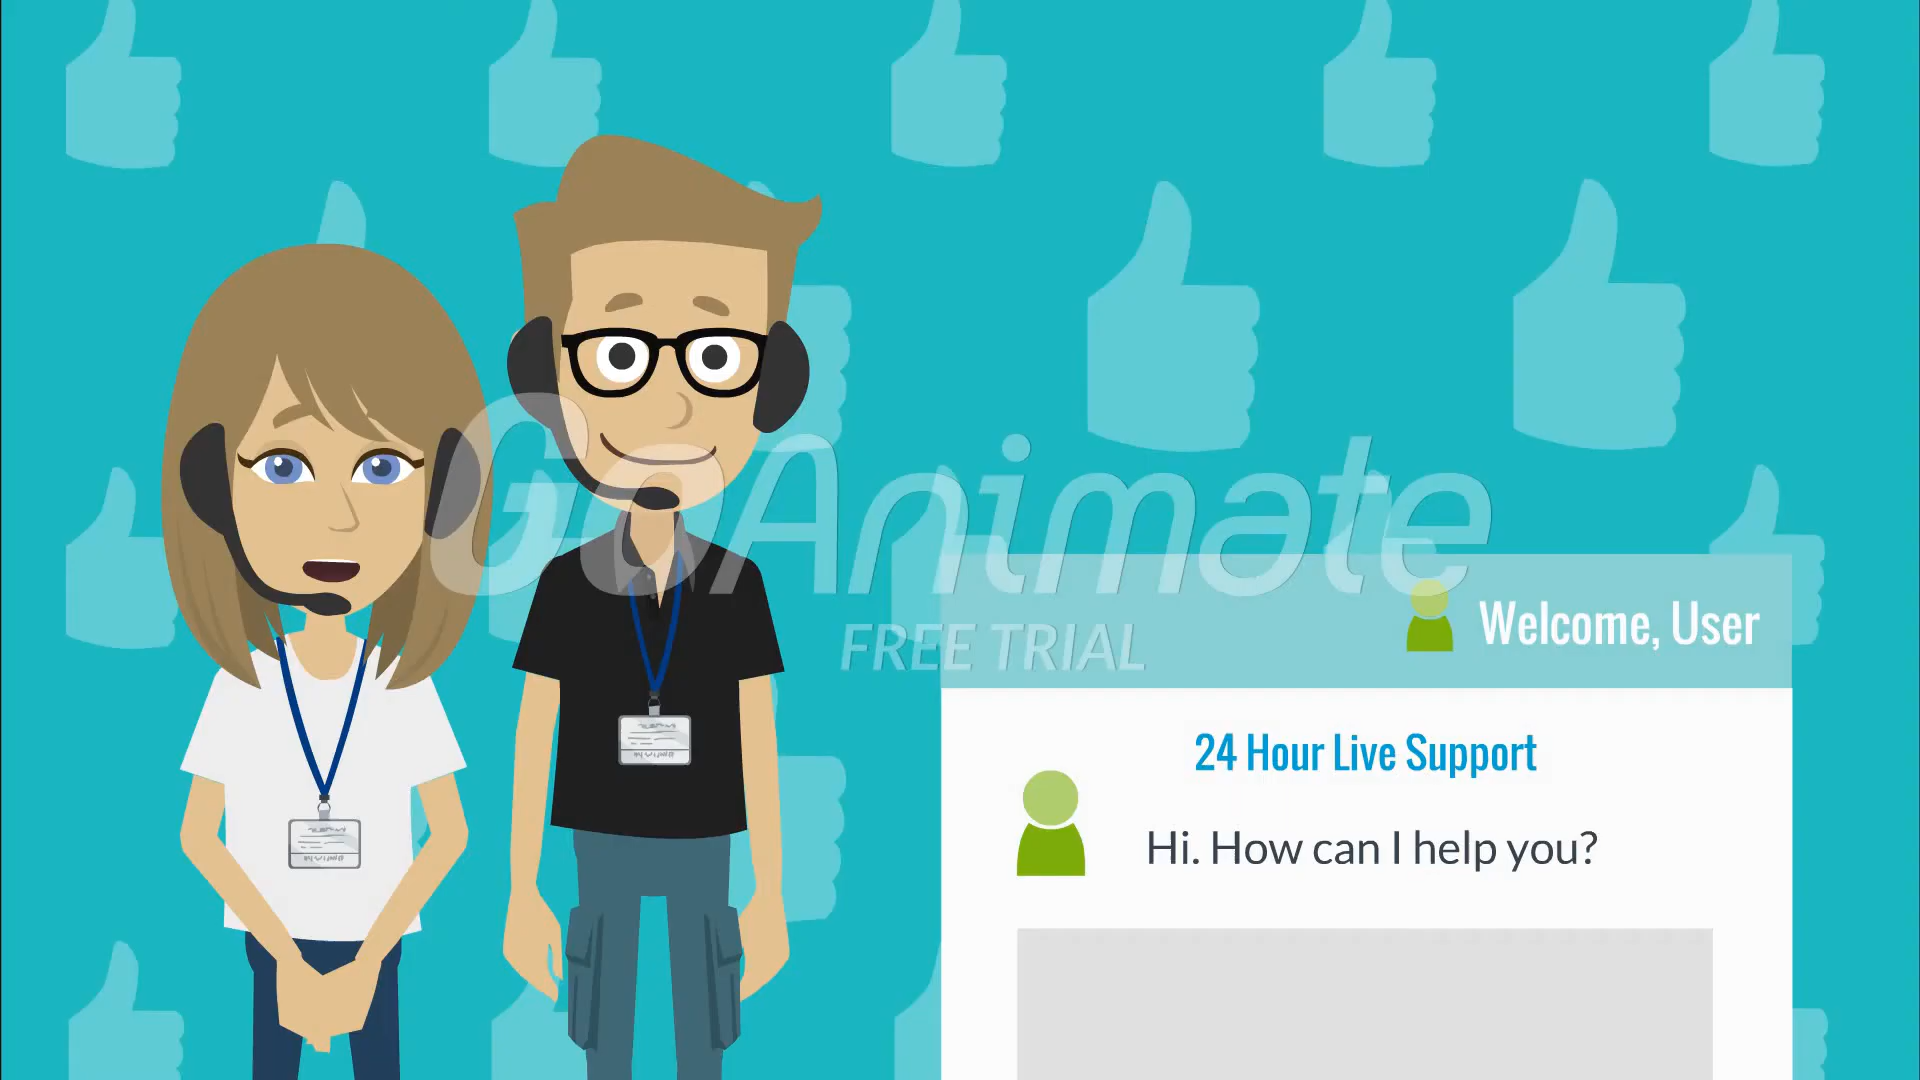 GoAnimate
FREE TRIAL
Welcome, User
24 Hour Live Support
Hi. How can I help you?